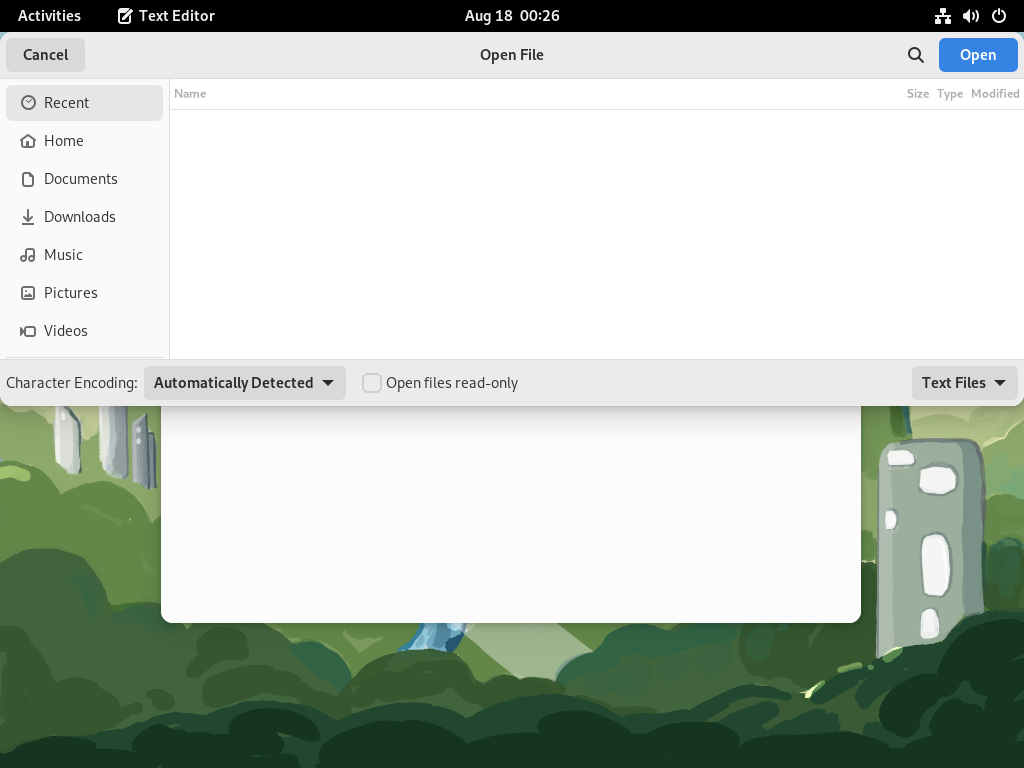 Activities Text Editor Aug 18 00:26
Cancel Open File Open
Name Size Type Modified
Recent
Home
Documents
Downloads
Music
Pictures
Videos
Character Encoding: Automatically Detected Open files read-only Text Files